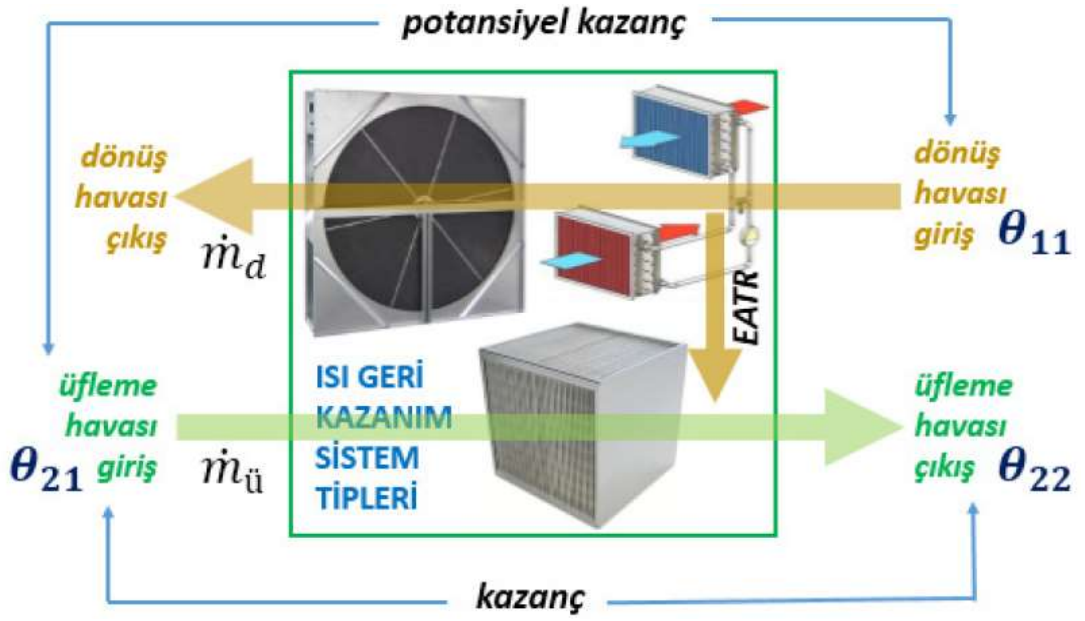 potansiyel kazanç
dönüş
havası
çıkış
ṁd
dönüş
havası
giriş θ11
EATR
üfleme
havası
θ21 giriş
ṁü
ISI GERİ
KAZANIM
SİSTEM
TİPLERİ
üfleme
havası
çıkış θ22
kazanç